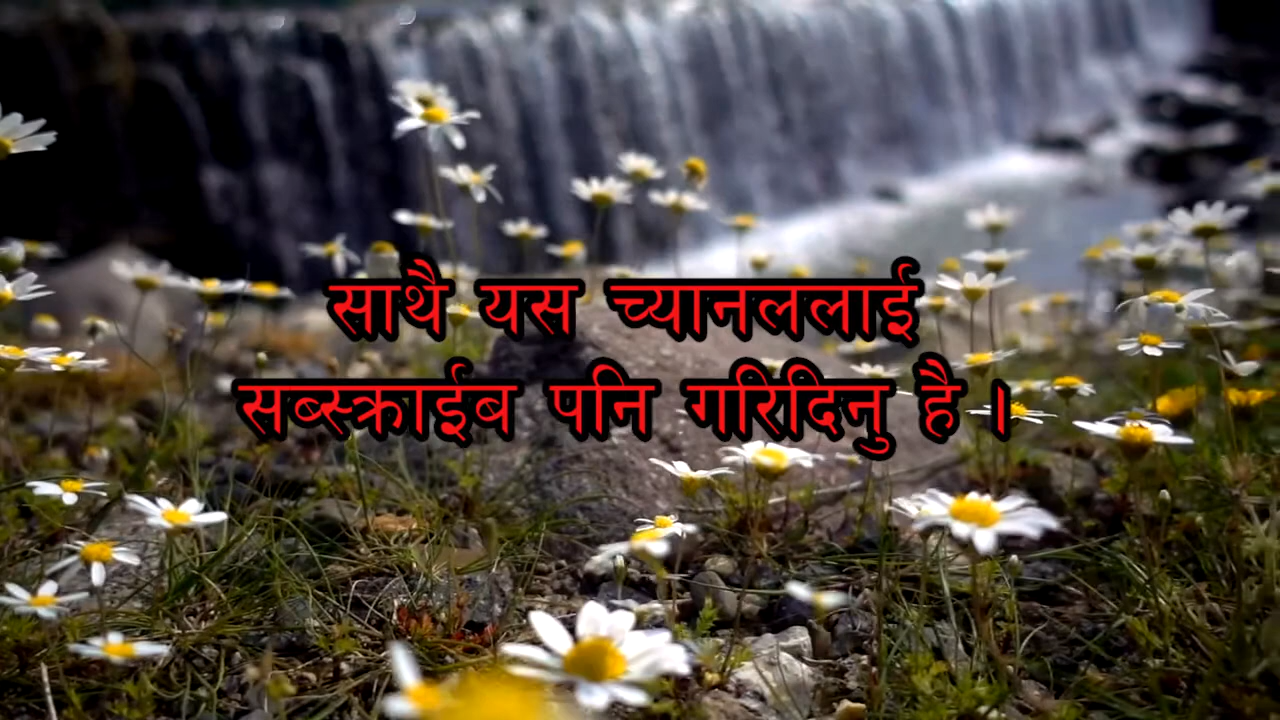 साथै यस च्यानललाई
सब्स्क्राईब पनि गरिदिनु है ।